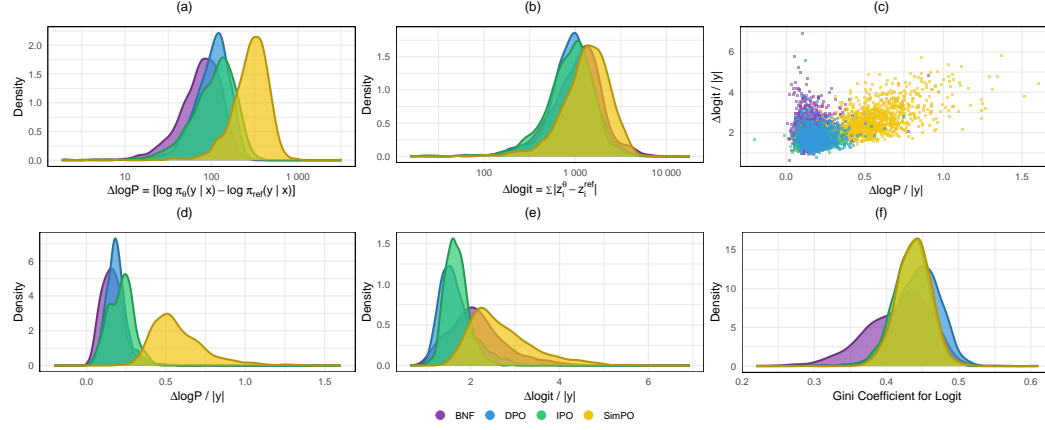 (a)
Density
2.0
1.5
1.0
0.5
0.0
10
100
1 000
ΔlogP = [log πθ(y | x) − log πref(y | x)]
(b)
Density
1.5
1.0
0.5
0.0
100
1 000
10 000
Δlogit = Σ|z_i^θ − z_i^ref|
(c)
Δlogit / |y|
6
4
2
0.0
0.5
1.0
1.5
ΔlogP / |y|
(d)
Density
6
4
2
0
0.0
0.5
1.0
1.5
ΔlogP / |y|
(e)
Density
1.5
1.0
0.5
0.0
2
4
6
Δlogit / |y|
(f)
Density
15
10
5
0
0.2
0.3
0.4
0.5
0.6
Gini Coefficient for Logit
BNF DPO IPO SimPO